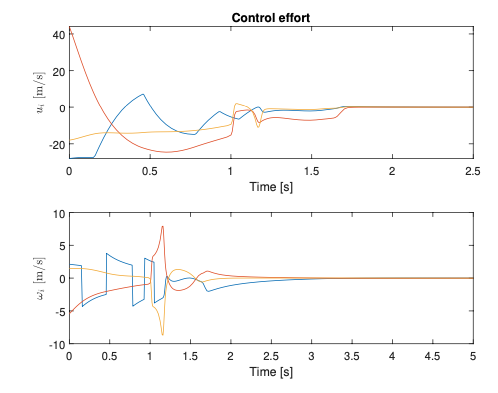 Control effort
40
20
0
-20
u_i [m/s]
0 0.5 1 1.5 2 2.5
Time [s]
10
5
0
-5
-10
ω_i [m/s]
0 0.5 1 1.5 2 2.5 3 3.5 4 4.5 5
Time [s]